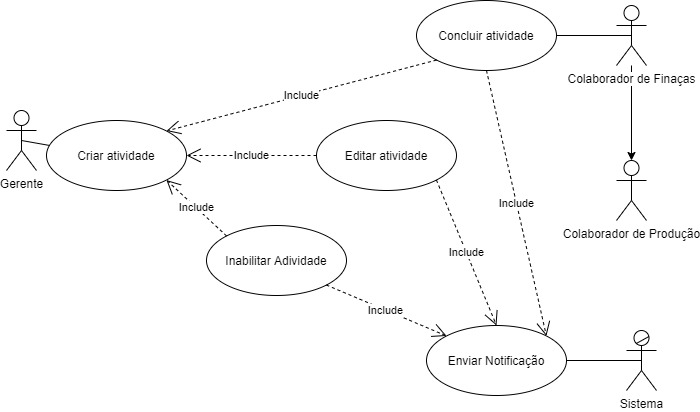 Concluir atividade
Colaborador de Finaças
Include
Gerente
Criar atividade
Include
Editar atividade
Include
Include
Colaborador de Produção
Inabilitar Adividade
Include
Include
Enviar Notificação
Sistema